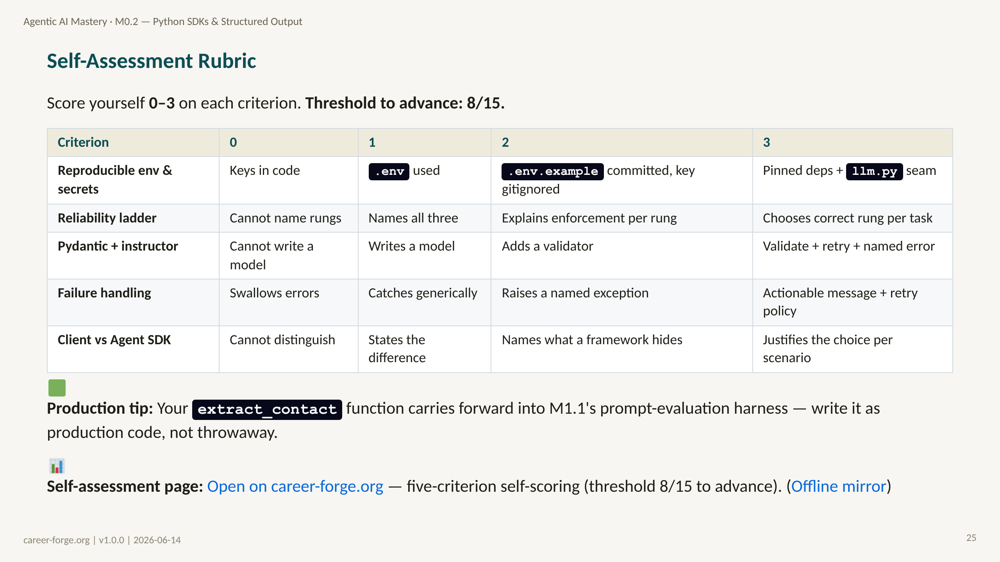 Agentic AI Mastery · M0.2 — Python SDKs & Structured Output
Self-Assessment Rubric
Score yourself 0–3 on each criterion. Threshold to advance: 8/15.
Criterion 0 1 2 3
Reproducible env & secrets Keys in code .env used .env.example committed, key gitignored Pinned deps + llm.py seam
Reliability ladder Cannot name rungs Names all three Explains enforcement per rung Chooses correct rung per task
Pydantic + instructor Cannot write a model Writes a model Adds a validator Validate + retry + named error
Failure handling Swallows errors Catches generically Raises a named exception Actionable message + retry policy
Client vs Agent SDK Cannot distinguish States the difference Names what a framework hides Justifies the choice per scenario
Production tip: Your extract_contact function carries forward into M1.1's prompt-evaluation harness — write it as
production code, not throwaway.
Self-assessment page: Open on career-forge.org — five-criterion self-scoring (threshold 8/15 to advance). (Offline mirror)
career-forge.org | v1.0.0 | 2026-06-14
25